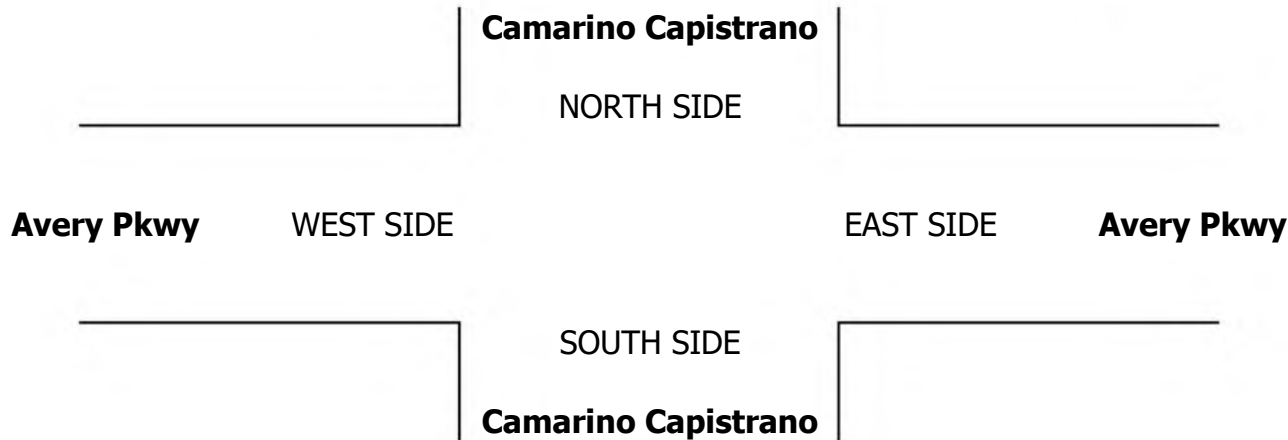 Camarino Capistrano
NORTH SIDE
Avery Pkwy WEST SIDE EAST SIDE Avery Pkwy
SOUTH SIDE
Camarino Capistrano